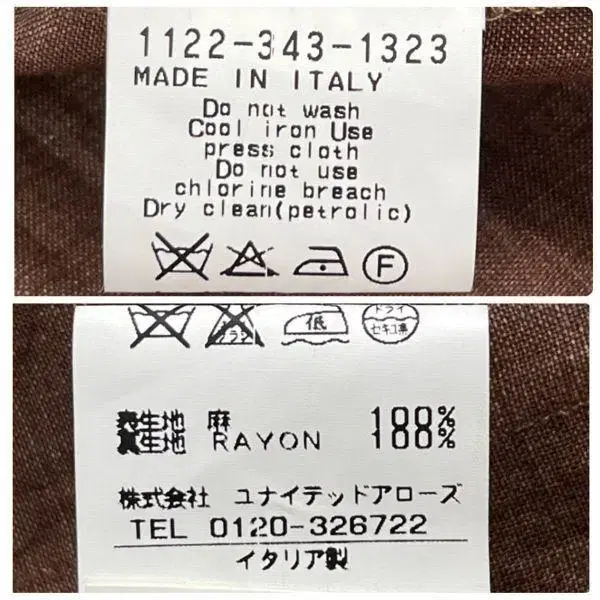 1122-343-1323
MADE IN ITALY
Do not wash
Cool iron Use
press cloth
Do not use
chlorine breach
Dry clean(petrolic)
F
低
ドライ
セキユ系
表生地 麻 100%
裏生地 RAYON 100%
株式会社 ユナイテッドアローズ
TEL 0120-326722
イタリア製